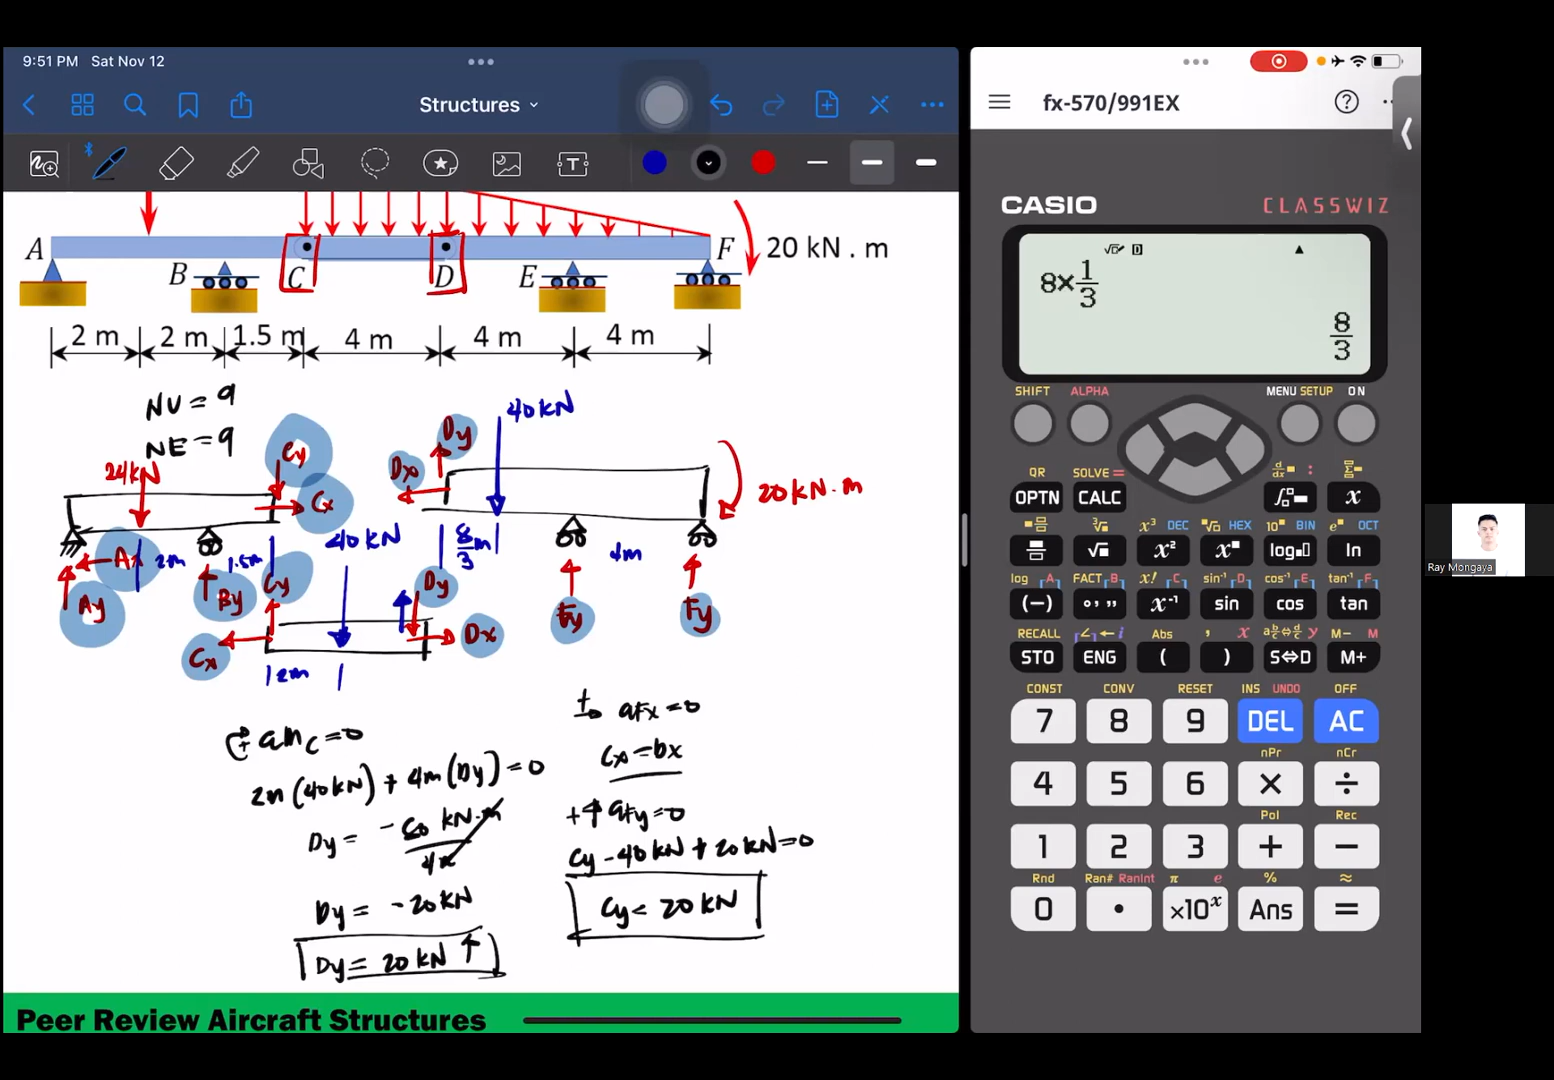 9:51 PM Sat Nov 12
Structures
fx-570/991EX
A
B
C
D
E
F
20 kN . m
2 m
2 m
1.5 m
4 m
4 m
4 m
NU = 9
NE = 9
24kN
Cy
Cx
Ax
2m
1.5m
Ay
By
Dy
40 kN
Dx
20 kN.m
8/3 m
4m
Ey
Fy
40 kN
Cy
Dy
Cx
Dx
2m
+ ΣMc = 0
2m (40kN) + 4m (Dy) = 0
Dy = -80 kN.m / 4m
Dy = -20kN
Dy = 20 kN ↑
+→ ΣFx = 0
Cx = Dx
+↑ ΣFy = 0
Cy - 40 kN + 20 kN = 0
Cy = 20 kN
Peer Review Aircraft Structures
CASIO CLASSWIZ
√ D ▲
8×1/3
8/3
SHIFT ALPHA MENU SETUP ON
QR SOLVE = d/dx : Σ
OPTN CALC ∫ x
x³ DEC √ HEX 10■ BIN e■ OCT
√■ x² x■ log■□ ln
log A FACT B x! C sin⁻¹ D cos⁻¹ E tan⁻¹ F
(−) ° ’ ” x⁻¹ sin cos tan
RECALL ∠ ← i Abs , x a b/c⇔d/c y M− M
STO ENG ( ) S⇔D M+
CONST CONV RESET INS UNDO OFF
7 8 9 DEL AC
nPr nCr
4 5 6 × ÷
Pol Rec
1 2 3 + −
Rnd Ran# RanInt π e % ≈
0 • ×10ˣ Ans =
Ray Mongaya